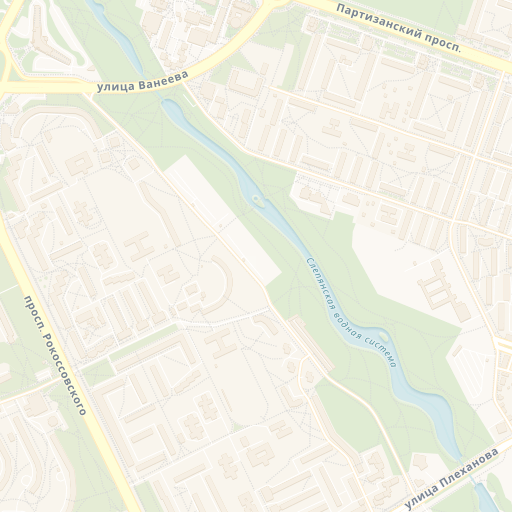 Партизанский просп.
улица Ванеева
Слепянская водная система
просп. Рокоссовского
улица Плеханова